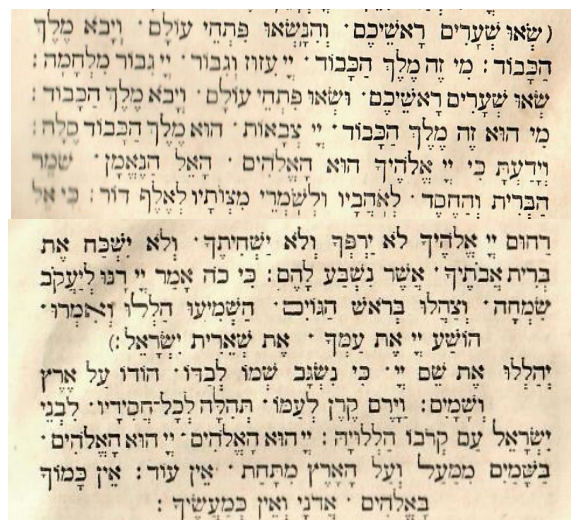 (שְׂאוּ שְׁעָרִים רָאשֵׁיכֶם · וְהִנָּשְׂאוּ פִּתְחֵי עוֹלָם · וְיָבֹא מֶלֶךְ
הַכָּבוֹד : מִי זֶה מֶלֶךְ הַכָּבוֹד · יְיָ עִזּוּז וְגִבּוֹר · יְיָ גִּבּוֹר מִלְחָמָה :
שְׂאוּ שְׁעָרִים רָאשֵׁיכֶם · וּשְׂאוּ פִּתְחֵי עוֹלָם · וְיָבֹא מֶלֶךְ הַכָּבוֹד :
מִי הוּא זֶה מֶלֶךְ הַכָּבוֹד · יְיָ צְבָאוֹת · הוּא מֶלֶךְ הַכָּבוֹד סֶלָה :
וְיָדַעְתָּ כִּי יְיָ אֱלֹהֶיךָ הוּא הָאֱלֹהִים · הָאֵל הַנֶּאֱמָן · שֹׁמֵר
הַבְּרִית וְהַחֶסֶד · לְאֹהֲבָיו וּלְשֹׁמְרֵי מִצְוֹתָיו לְאֶלֶף דּוֹר : כִּי אֵל
רַחוּם יְיָ אֱלֹהֶיךָ לֹא יַרְפְּךָ וְלֹא יַשְׁחִיתֶךָ · וְלֹא יִשְׁכַּח אֶת
בְּרִית אֲבֹתֶיךָ · אֲשֶׁר נִשְׁבַּע לָהֶם : כִּי כֹה אָמַר יְיָ רָנּוּ לְיַעֲקֹב
שִׂמְחָה · וְצַהֲלוּ בְּרֹאשׁ הַגּוֹיִם · הַשְׁמִיעוּ הַלְלוּ וְאִמְרוּ ·
הוֹשַׁע יְיָ אֶת עַמְּךָ · אֶת שְׁאֵרִית יִשְׂרָאֵל :)
יְהַלְלוּ אֶת שֵׁם יְיָ · כִּי נִשְׂגָּב שְׁמוֹ לְבַדּוֹ · הוֹדוֹ עַל אֶרֶץ
וְשָׁמָיִם : וַיָּרֶם קֶרֶן לְעַמּוֹ · תְּהִלָּה לְכָל־חֲסִידָיו · לִבְנֵי
יִשְׂרָאֵל עַם קְרֹבוֹ הַלְלוּיָהּ : יְיָ הוּא הָאֱלֹהִים · יְיָ הוּא הָאֱלֹהִים ·
בַּשָּׁמַיִם מִמַּעַל וְעַל הָאָרֶץ מִתָּחַת · אֵין עוֹד : אֵין כָּמוֹךָ
בָאֱלֹהִים · אֲדֹנָי וְאֵין כְּמַעֲשֶׂיךָ :